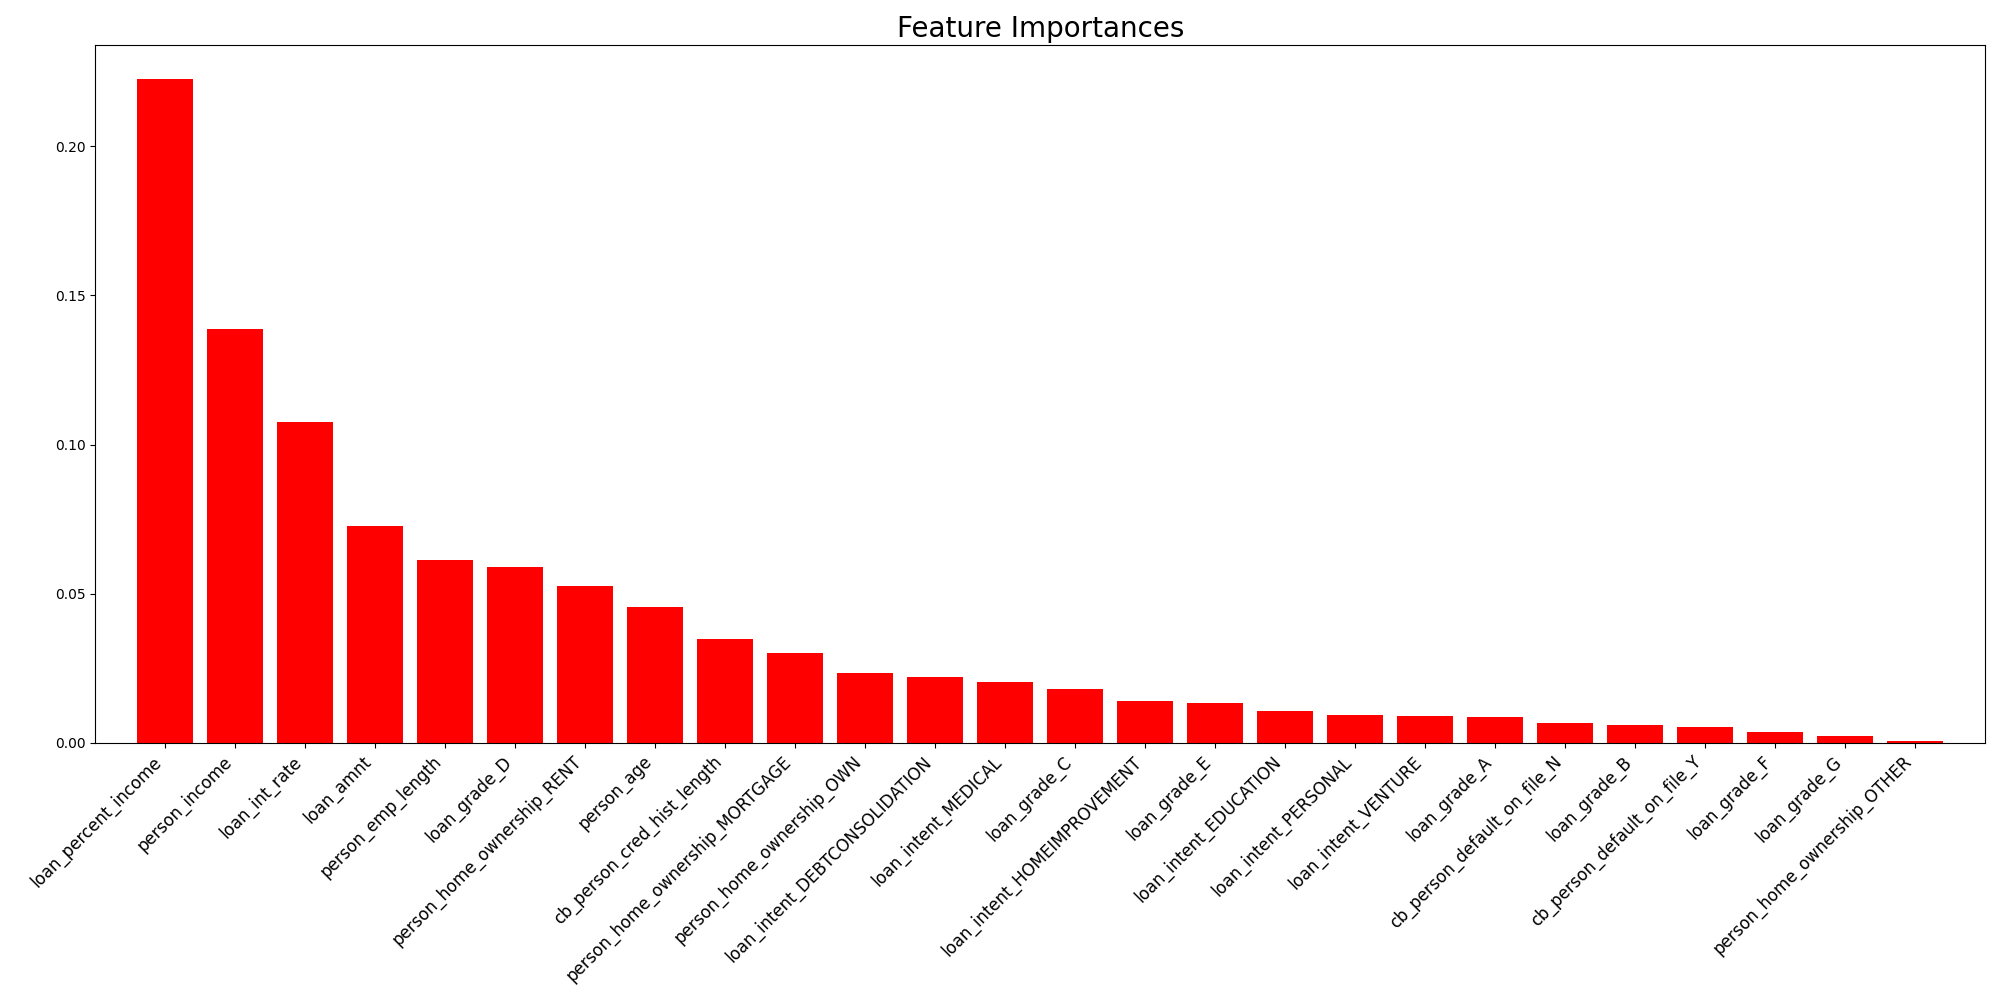 Feature Importances
0.20
0.15
0.10
0.05
0.00
loan_percent_income
person_income
loan_int_rate
loan_amnt
person_emp_length
loan_grade_D
person_home_ownership_RENT
person_age
cb_person_cred_hist_length
person_home_ownership_MORTGAGE
person_home_ownership_OWN
loan_intent_DEBTCONSOLIDATION
loan_intent_MEDICAL
loan_grade_C
loan_intent_HOMEIMPROVEMENT
loan_grade_E
loan_intent_EDUCATION
loan_intent_PERSONAL
loan_intent_VENTURE
loan_grade_A
cb_person_default_on_file_N
loan_grade_B
cb_person_default_on_file_Y
loan_grade_F
loan_grade_G
person_home_ownership_OTHER